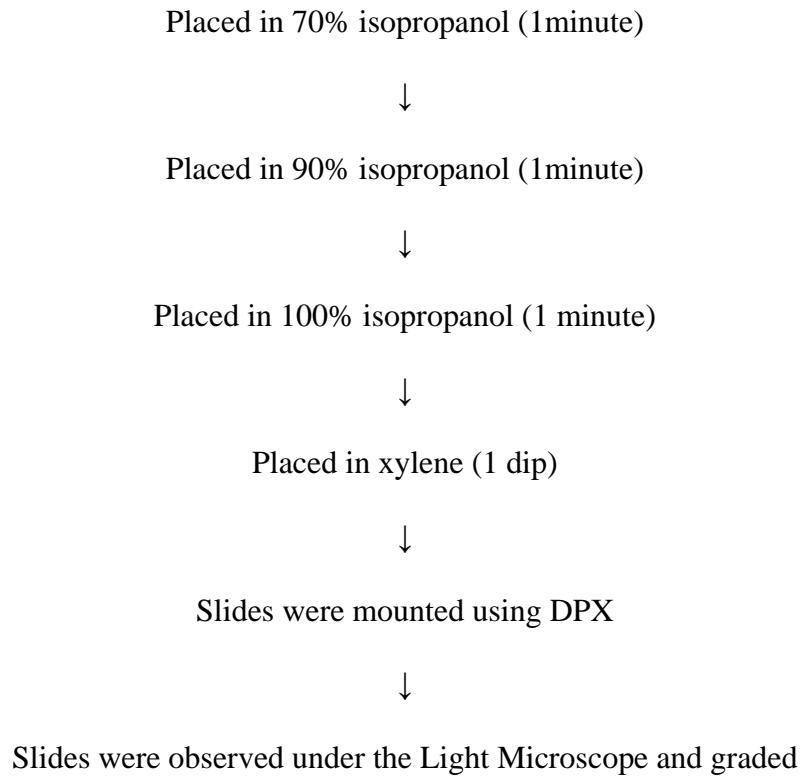 Placed in 70% isopropanol (1minute)
↓
Placed in 90% isopropanol (1minute)
↓
Placed in 100% isopropanol (1 minute)
↓
Placed in xylene (1 dip)
↓
Slides were mounted using DPX
↓
Slides were observed under the Light Microscope and graded